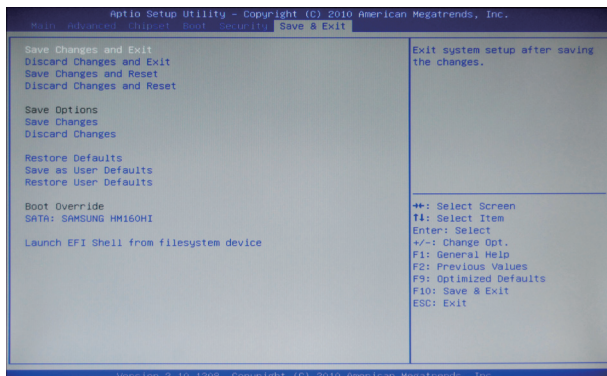 Aptio Setup Utility – Copyright (C) 2010 American Megatrends, Inc.
Main Advanced Chipset Boot Security Save & Exit
Save Changes and Exit
Discard Changes and Exit
Save Changes and Reset
Discard Changes and Reset
Save Options
Save Changes
Discard Changes
Restore Defaults
Save as User Defaults
Restore User Defaults
Boot Override
SATA: SAMSUNG HM160HI
Launch EFI Shell from filesystem device
Exit system setup after saving
the changes.
→←: Select Screen
↑↓: Select Item
Enter: Select
+/-: Change Opt.
F1: General Help
F2: Previous Values
F9: Optimized Defaults
F10: Save & Exit
ESC: Exit
Version 2.10.1208. Copyright (C) 2010 American Megatrends, Inc.